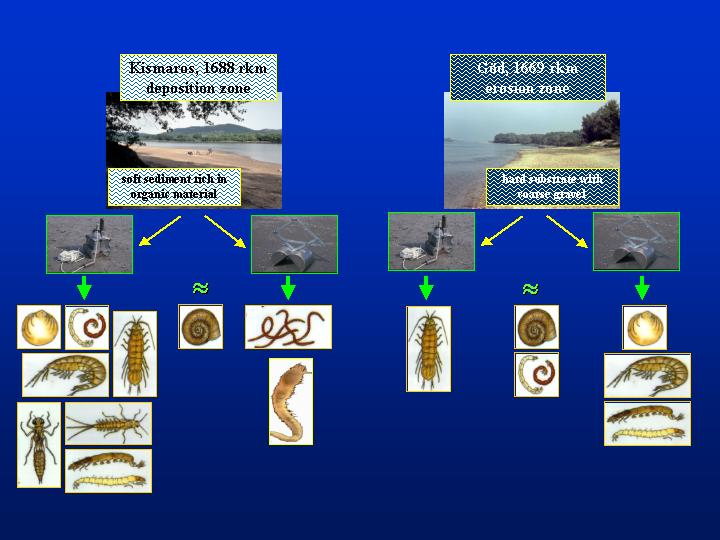 Kismaros, 1688 rkm
deposition zone
soft sediment rich in
organic material
≈
Göd, 1669 rkm
erosion zone
hard substrate with
coarse gravel
≈